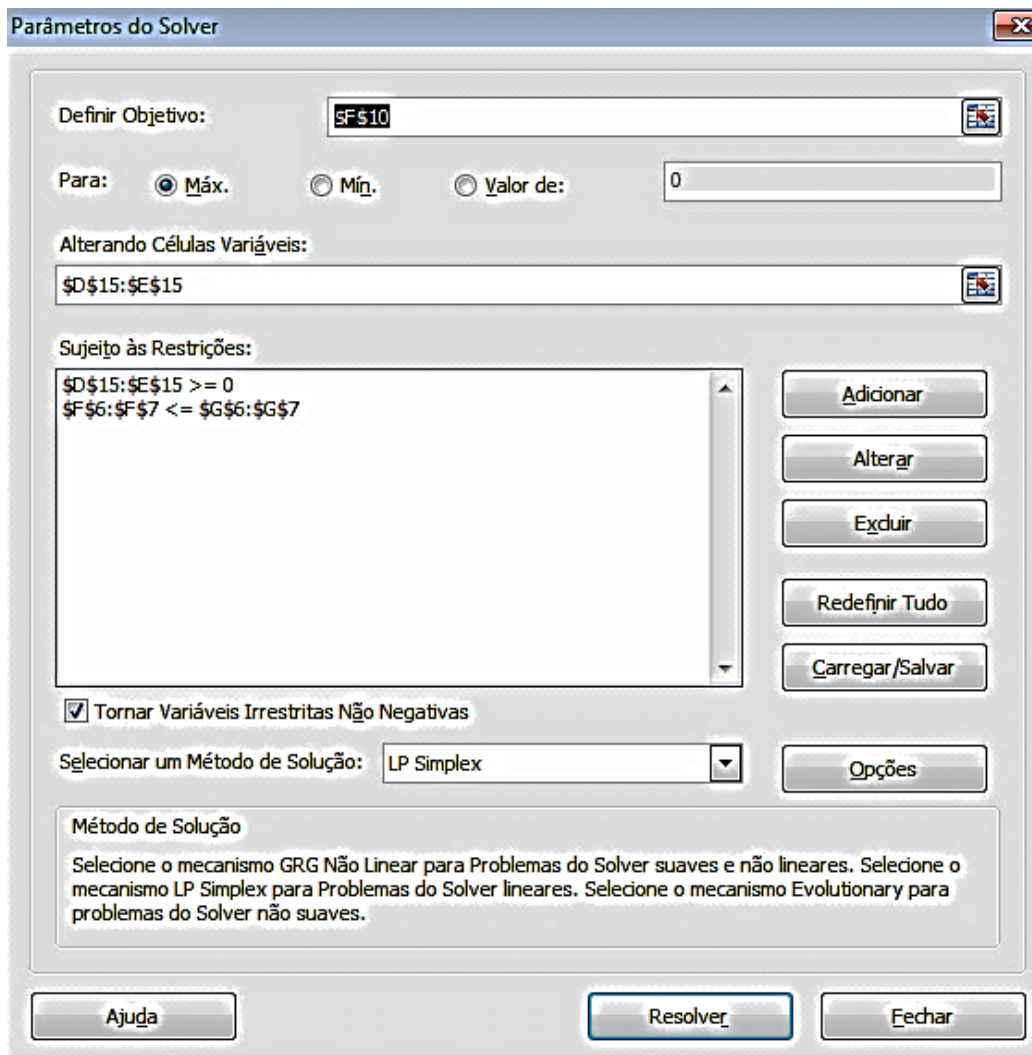 Parâmetros do Solver
Definir Objetivo: $F$10
Para: Máx. Mín. Valor de: 0
Alterando Células Variáveis:
$D$15:$E$15
Sujeito às Restrições:
$D$15:$E$15 >= 0
$F$6:$F$7 <= $G$6:$G$7
Adicionar
Alterar
Excluir
Redefinir Tudo
Carregar/Salvar
Tornar Variáveis Irrestritas Não Negativas
Selecionar um Método de Solução: LP Simplex
Opções
Método de Solução
Selecione o mecanismo GRG Não Linear para Problemas do Solver suaves e não lineares. Selecione o
mecanismo LP Simplex para Problemas do Solver lineares. Selecione o mecanismo Evolutionary para
problemas do Solver não suaves.
Ajuda
Resolver
Fechar